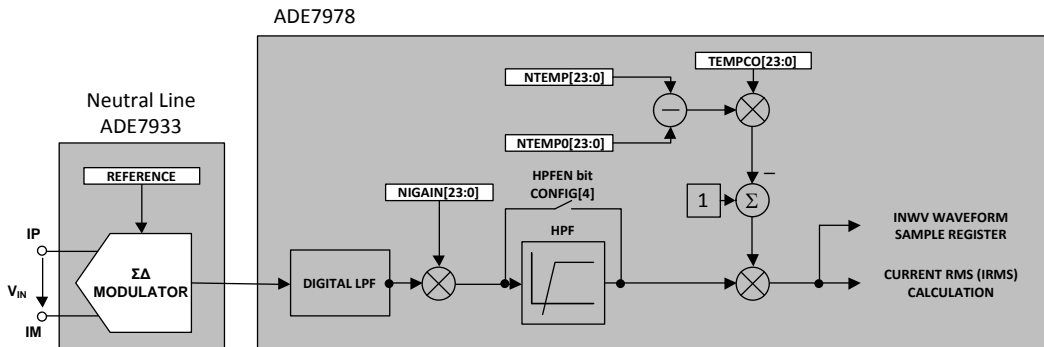 ADE7978
TEMPCO[23:0]
NTEMP[23:0]
Neutral Line
ADE7933
NTEMP0[23:0]
REFERENCE
HPFEN bit
CONFIG[4]
NIGAIN[23:0]
1
Σ
INWV WAVEFORM
SAMPLE REGISTER
IP
HPF
ΣΔ
MODULATOR
DIGITAL LPF
VIN
CURRENT RMS (IRMS)
CALCULATION
IM